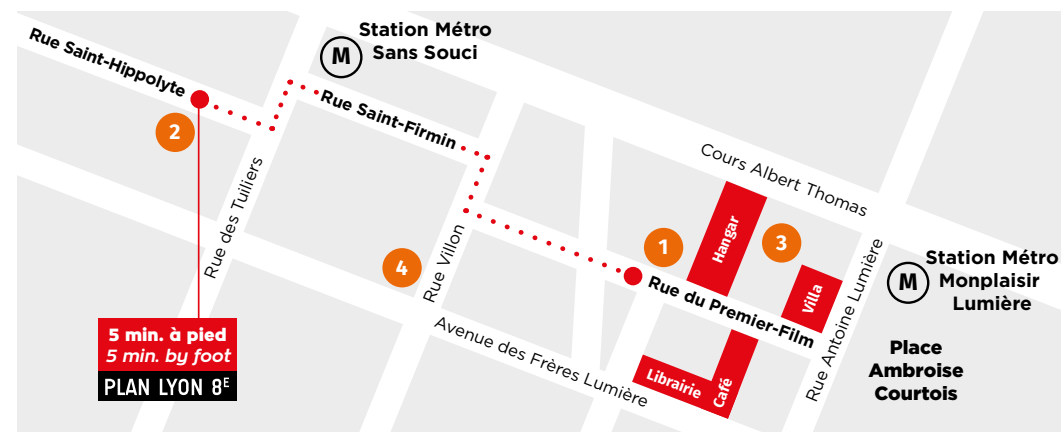 Station Métro
Sans Souci
M
Rue Saint-Hippolyte
2
Rue Saint-Firmin
Rue des Tuiliers
Cours Albert Thomas
Hangar
1
3
4
Rue Villon
Rue du Premier-Film
Villa
Rue Antoine Lumière
M
Station Métro
Monplaisir
Lumière
Place
Ambroise
Courtois
Avenue des Frères Lumière
Librairie
Café
5 min. à pied
5 min. by foot
PLAN LYON 8E